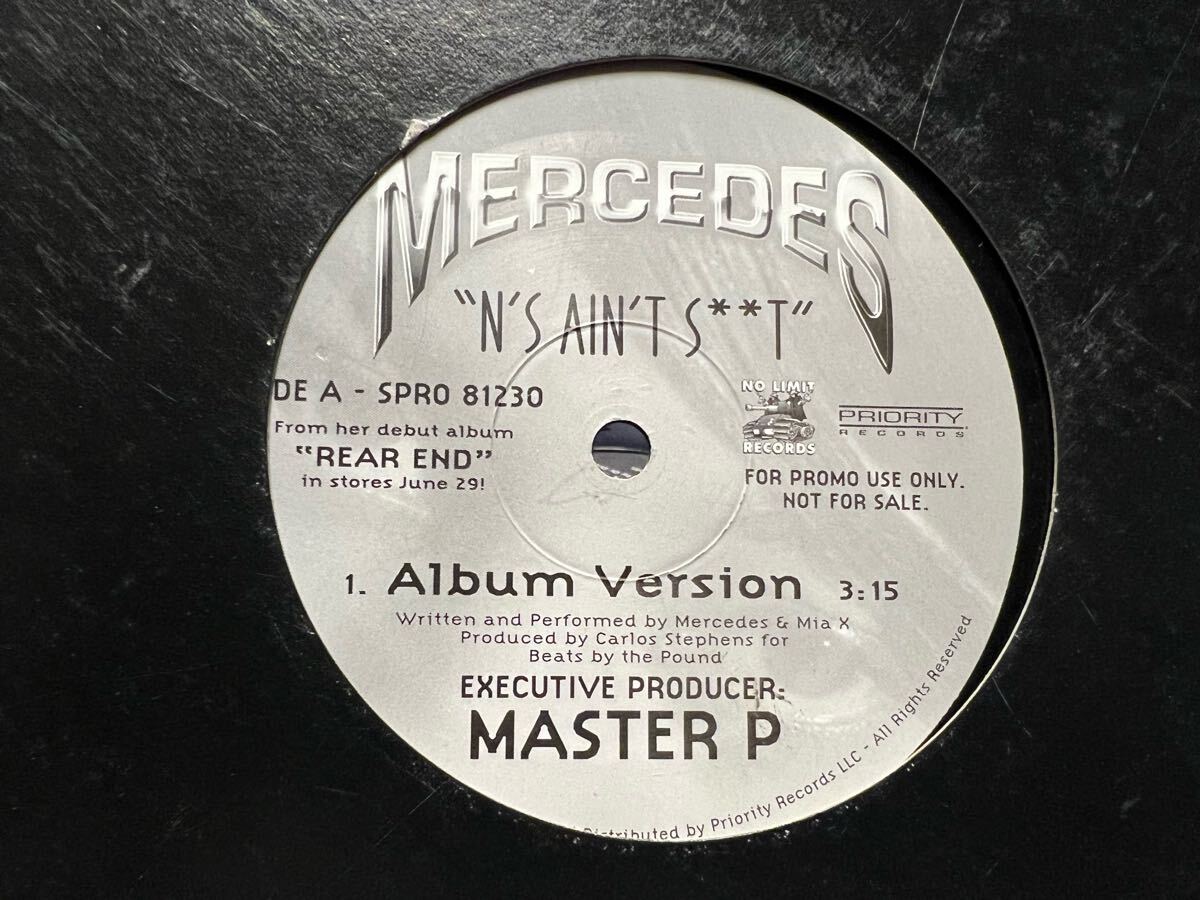 MERCEDES
"N'S AIN'T S**T"
DE A - SPRO 81230
From her debut album
"REAR END"
in stores June 29!
NO LIMIT
RECORDS
PRIORITY
RECORDS
FOR PROMO USE ONLY.
NOT FOR SALE.
1. Album Version 3:15
Written and Performed by Mercedes & Mia X
Produced by Carlos Stephens for
Beats by the Pound
EXECUTIVE PRODUCER:
MASTER P
Distributed by Priority Records LLC - All Rights Reserved